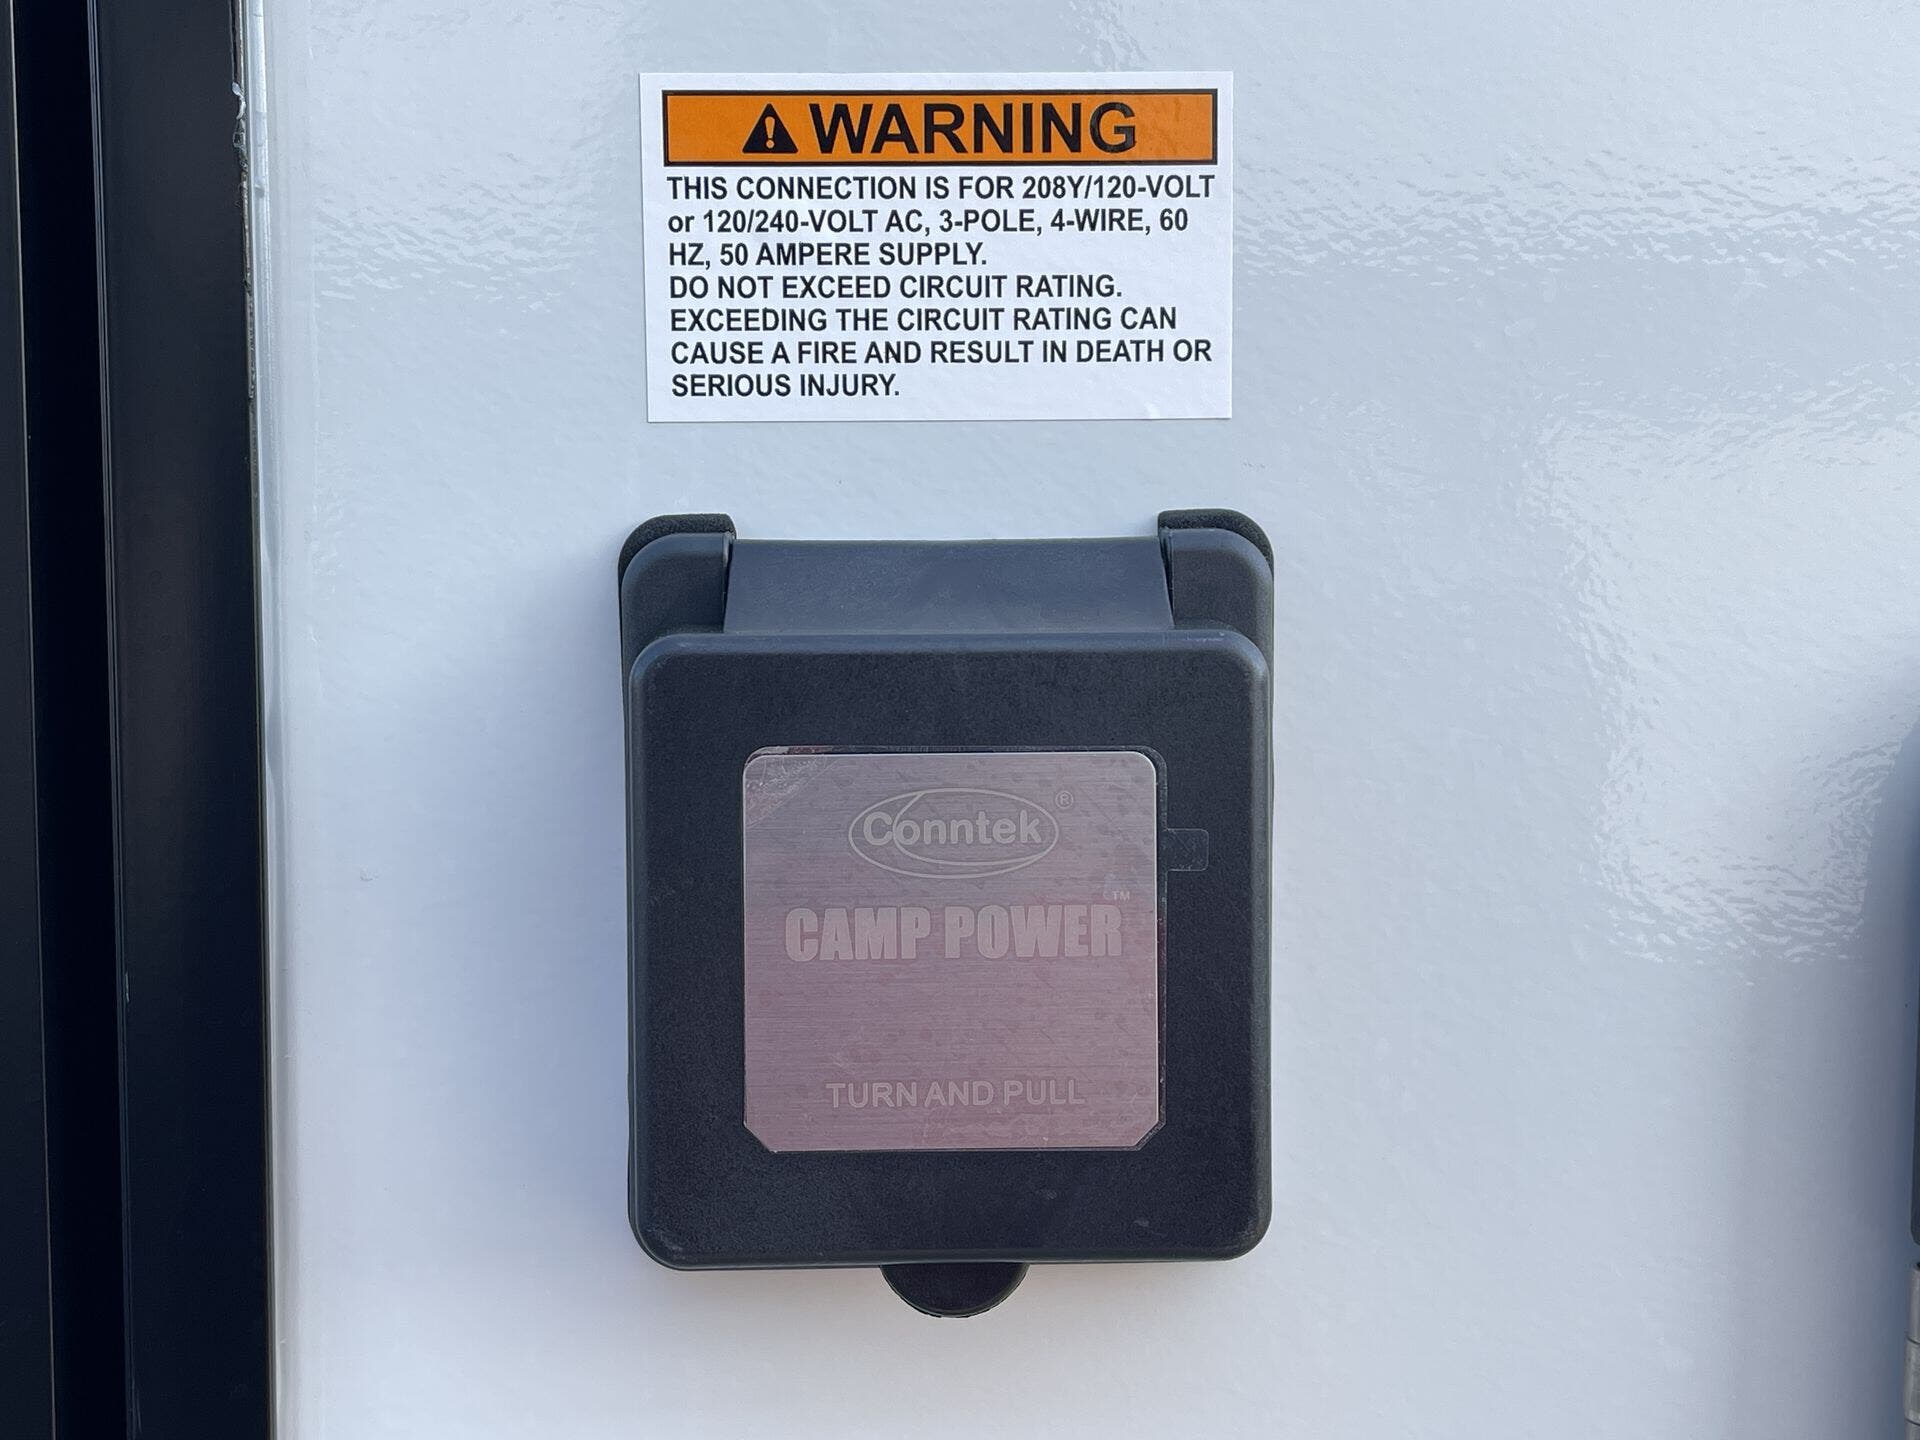 WARNING
THIS CONNECTION IS FOR 208Y/120-VOLT
or 120/240-VOLT AC, 3-POLE, 4-WIRE, 60
HZ, 50 AMPERE SUPPLY.
DO NOT EXCEED CIRCUIT RATING.
EXCEEDING THE CIRCUIT RATING CAN
CAUSE A FIRE AND RESULT IN DEATH OR
SERIOUS INJURY.
Conntek®
CAMP POWER™
TURN AND PULL